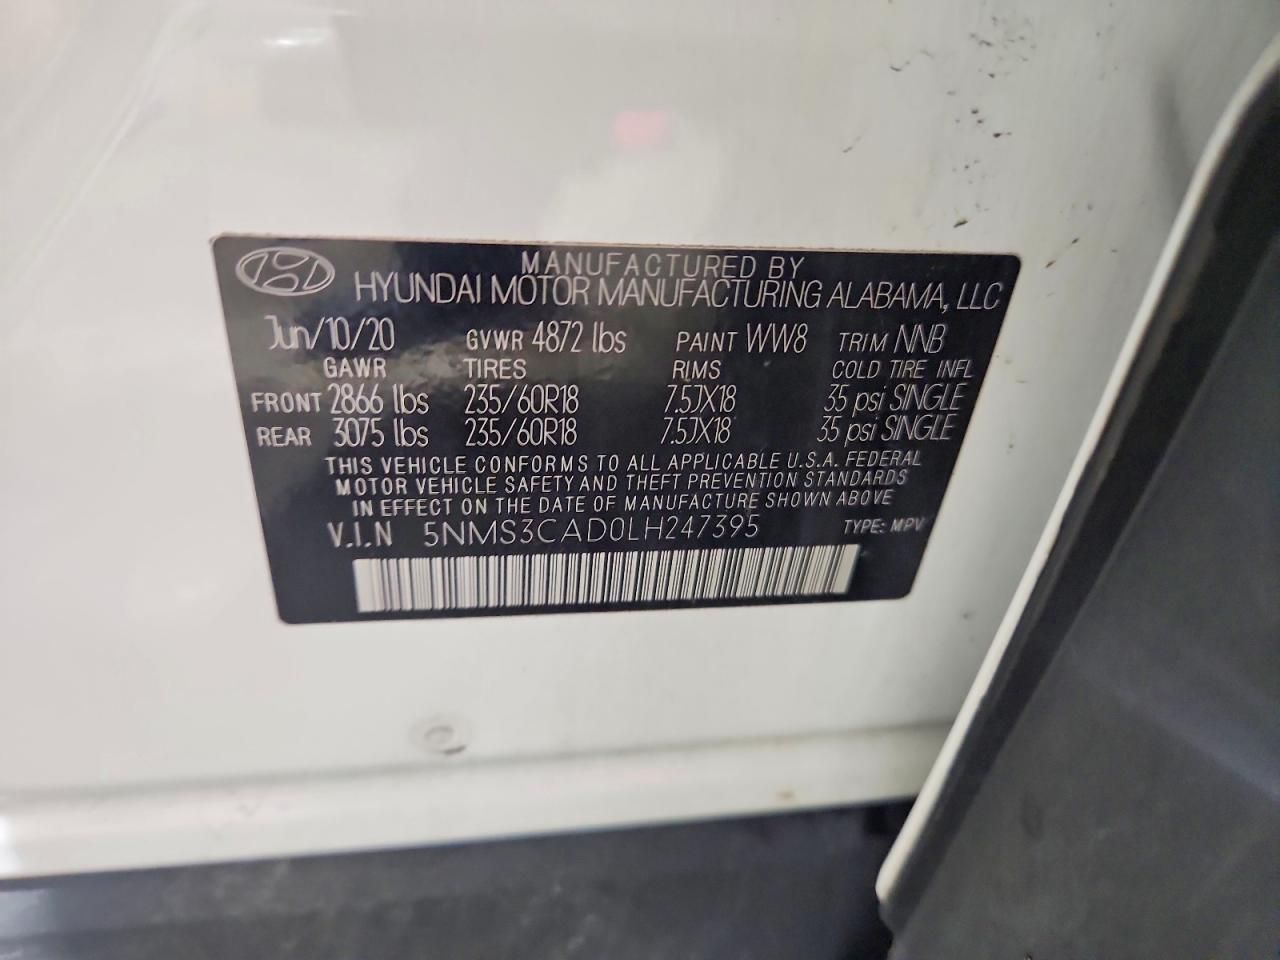 MANUFACTURED BY
HYUNDAI MOTOR MANUFACTURING ALABAMA, LLC
Jun/10/20 GVWR 4872 lbs PAINT WW8 TRIM NNB
GAWR TIRES RIMS COLD TIRE INFL
FRONT 2866 lbs 235/60R18 7.5JX18 35 psi SINGLE
REAR 3075 lbs 235/60R18 7.5JX18 35 psi SINGLE
THIS VEHICLE CONFORMS TO ALL APPLICABLE U.S.A. FEDERAL
MOTOR VEHICLE SAFETY AND THEFT PREVENTION STANDARDS
IN EFFECT ON THE DATE OF MANUFACTURE SHOWN ABOVE
V.I.N 5NMS3CAD0LH247395 TYPE: MPV